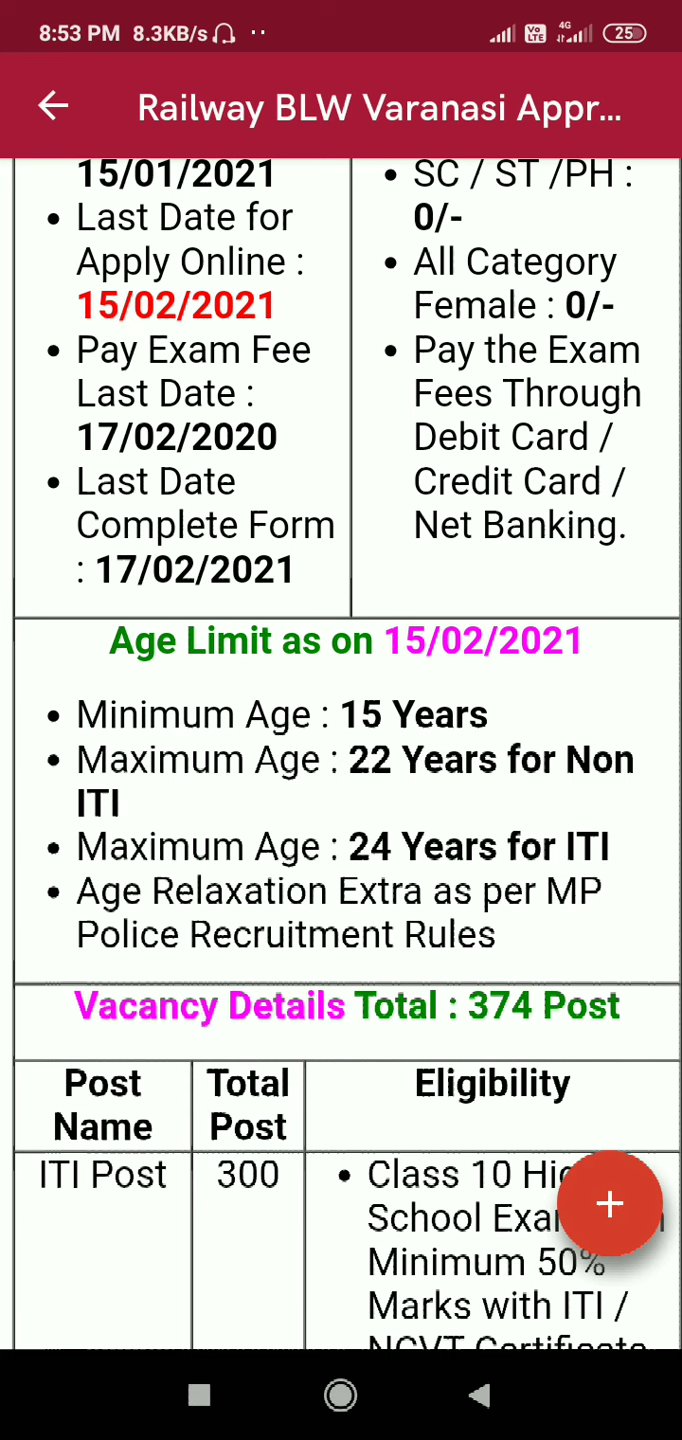 8:53 PM 8.3KB/s
Vo LTE 4G 25
Railway BLW Varanasi Appr...
15/01/2021
• Last Date for
Apply Online :
15/02/2021
• Pay Exam Fee
Last Date :
17/02/2020
• Last Date
Complete Form
: 17/02/2021
• SC / ST /PH :
0/-
• All Category
Female : 0/-
• Pay the Exam
Fees Through
Debit Card /
Credit Card /
Net Banking.
Age Limit as on 15/02/2021
• Minimum Age : 15 Years
• Maximum Age : 22 Years for Non
ITI
• Maximum Age : 24 Years for ITI
• Age Relaxation Extra as per MP
Police Recruitment Rules
Vacancy Details Total : 374 Post
Post
Name
Total
Post
Eligibility
ITI Post
300
• Class 10
School
Minimum 50%
Marks with ITI /
NCVT Certificate